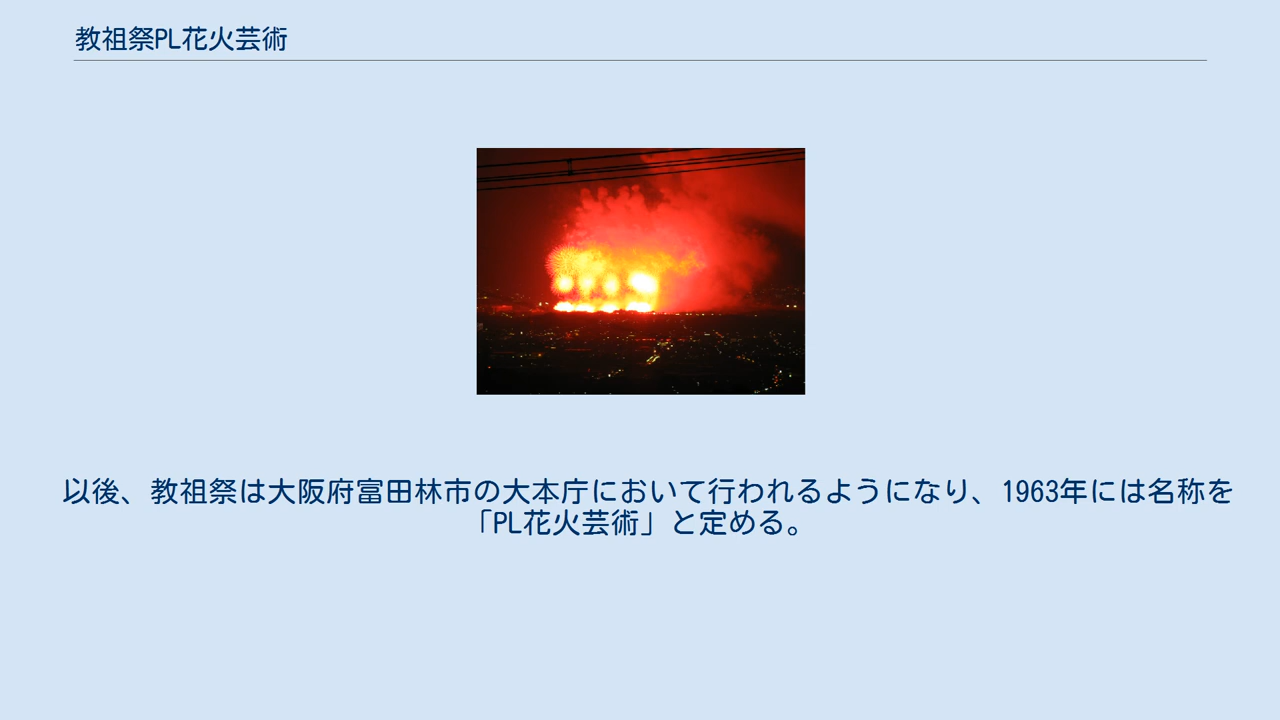 教祖祭PL花火芸術
以後、教祖祭は大阪府富田林市の大本庁において行われるようになり、1963年には名称を
「PL花火芸術」と定める。